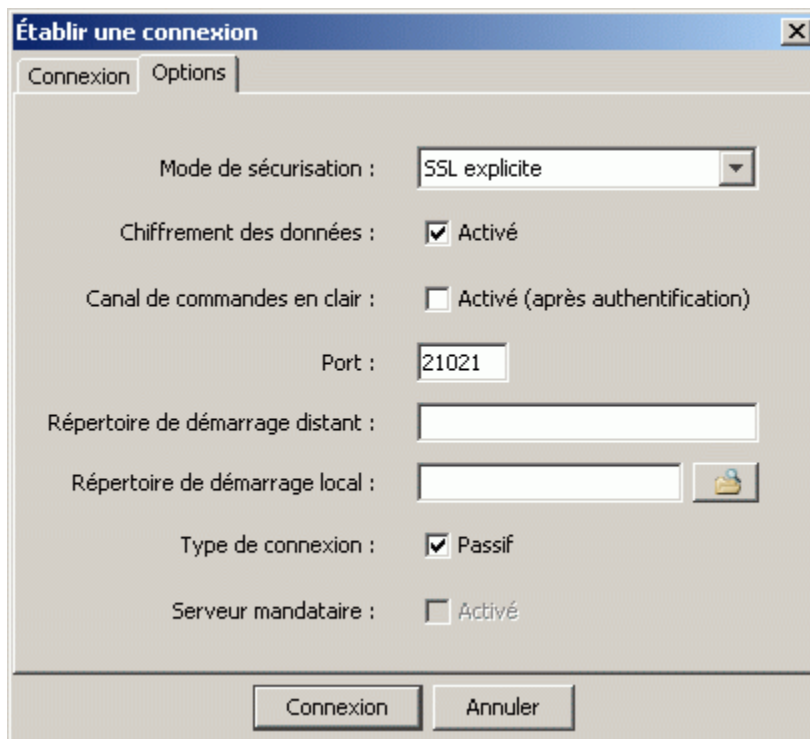 Établir une connexion
Connexion Options
Mode de sécurisation : SSL explicite
Chiffrement des données : Activé
Canal de commandes en clair : Activé (après authentification)
Port : 21021
Répertoire de démarrage distant :
Répertoire de démarrage local :
Type de connexion : Passif
Serveur mandataire : Activé
Connexion Annuler